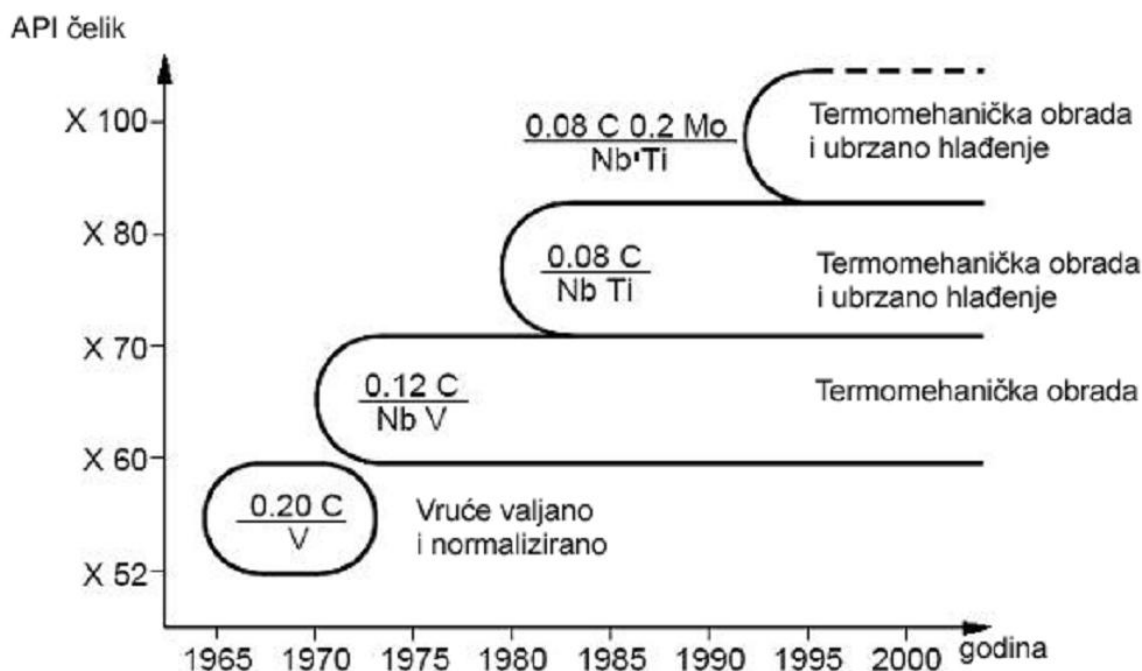 API čelik
X 100
0.08 C 0.2 Mo
Nb Ti
Termomehanička obrada
i ubrzano hlađenje
X 80
0.08 C
Nb Ti
Termomehanička obrada
i ubrzano hlađenje
X 70
0.12 C
Nb V
Termomehanička obrada
X 60
0.20 C
V
Vruće valjano
i normalizirano
X 52
1965 1970 1975 1980 1985 1990 1995 2000 godina